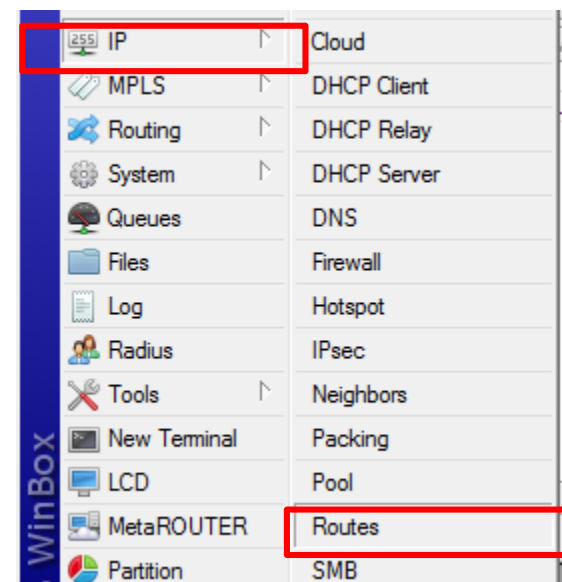 255 IP
MPLS
Routing
System
Queues
Files
Log
Radius
Tools
New Terminal
LCD
MetaROUTER
Partition
Cloud
DHCP Client
DHCP Relay
DHCP Server
DNS
Firewall
Hotspot
IPsec
Neighbors
Packing
Pool
Routes
SMB
WinBox